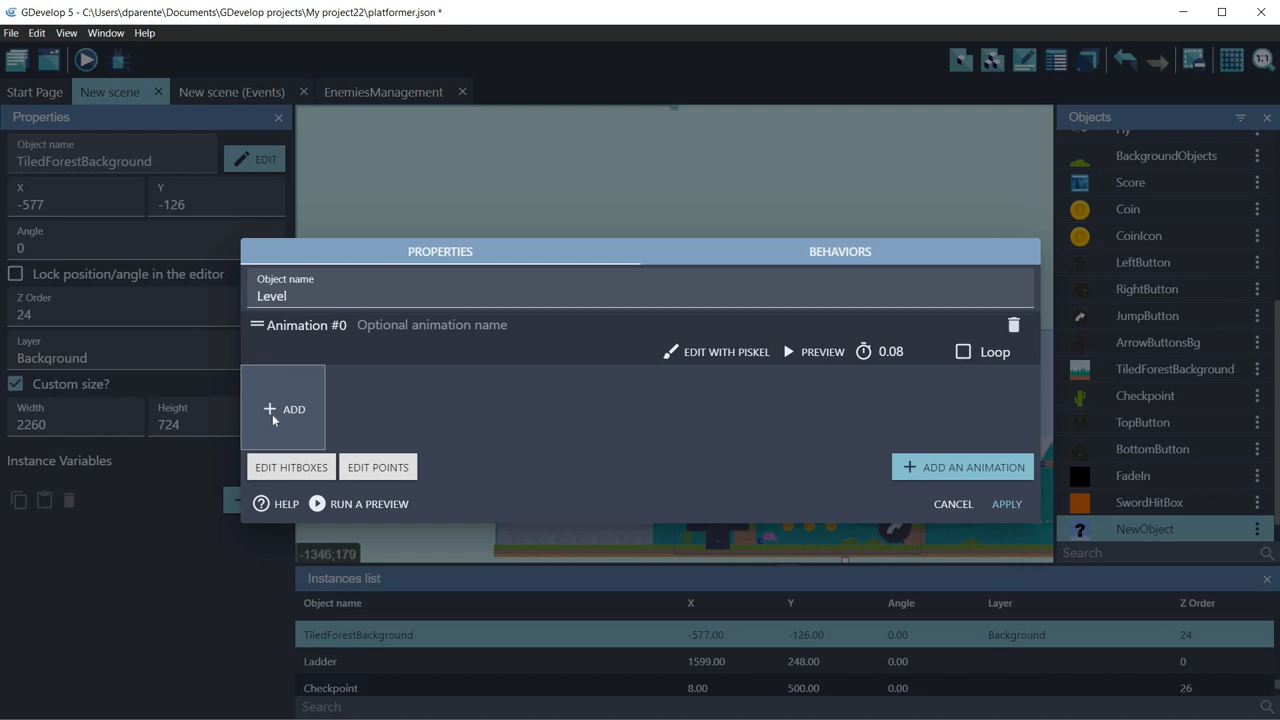 GDevelop 5 - C:\Users\dparente\Documents\GDevelop projects\My project22\platformer.json *
File Edit View Window Help
Start Page New scene New scene (Events) EnemiesManagement
Properties
Object name
TiledForestBackground
EDIT
X Y
-577 -126
Angle
0
Lock position/angle in the editor
Z Order
24
Layer
Background
Custom size?
Width Height
2260 724
Instance Variables
PROPERTIES BEHAVIORS
Object name
Level
Animation #0 Optional animation name
EDIT WITH PISKEL PREVIEW 0.08 Loop
ADD
EDIT HITBOXES EDIT POINTS ADD AN ANIMATION
HELP RUN A PREVIEW CANCEL APPLY
-1346;179
Objects
BackgroundObjects
Score
Coin
CoinIcon
LeftButton
RightButton
JumpButton
ArrowButtonsBg
TiledForestBackground
Checkpoint
TopButton
BottomButton
FadeIn
SwordHitBox
NewObject
Search
1:1
Instances list
Object name X Y Angle Layer Z Order
TiledForestBackground -577.00 -126.00 0.00 Background 24
Ladder 1599.00 248.00 0.00 0
Checkpoint 8.00 500.00 0.00 26
Search